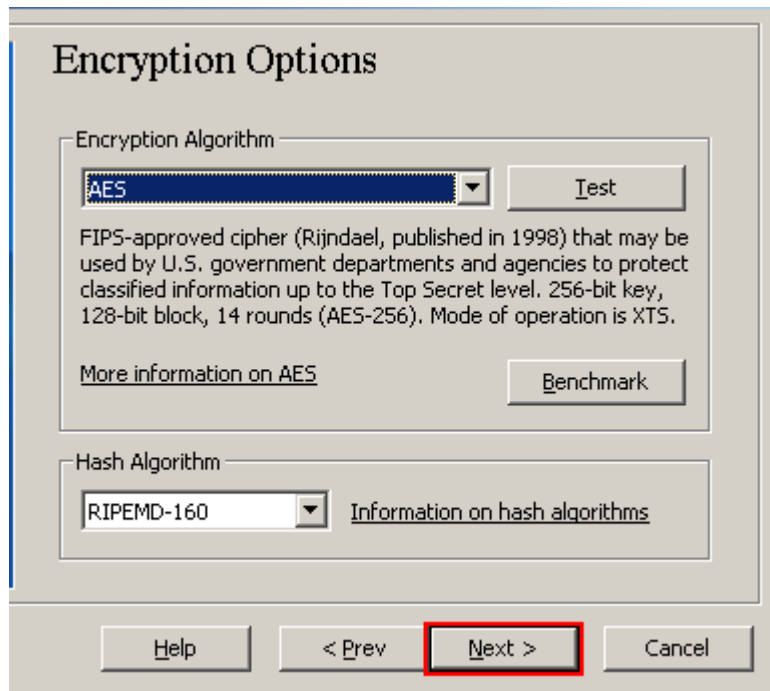 Encryption Options
Encryption Algorithm
AES
Test
FIPS-approved cipher (Rijndael, published in 1998) that may be
used by U.S. government departments and agencies to protect
classified information up to the Top Secret level. 256-bit key,
128-bit block, 14 rounds (AES-256). Mode of operation is XTS.
More information on AES
Benchmark
Hash Algorithm
RIPEMD-160
Information on hash algorithms
Help
< Prev
Next >
Cancel